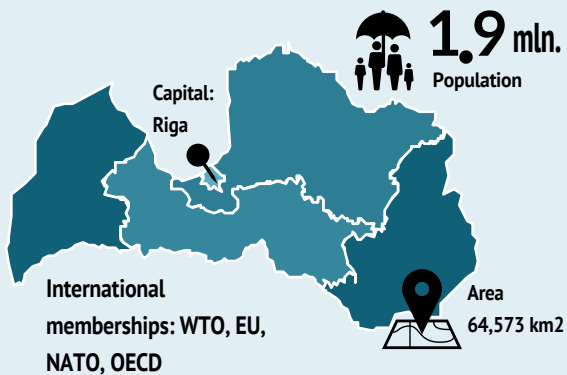 1.9 mln.
Population
Capital:
Riga
International
memberships: WTO, EU,
NATO, OECD
Area
64,573 km2